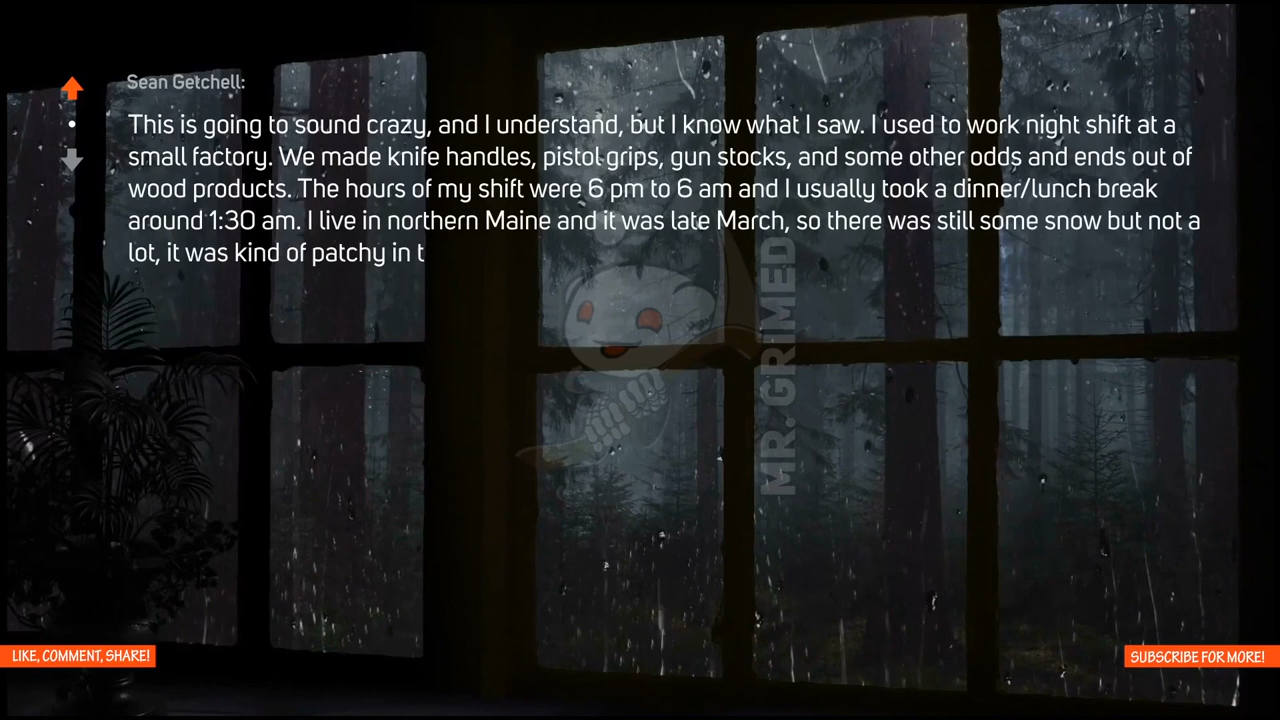 Sean Getchell:
This is going to sound crazy, and I understand, but I know what I saw. I used to work night shift at a
small factory. We made knife handles, pistol grips, gun stocks, and some other odds and ends out of
wood products. The hours of my shift were 6 pm to 6 am and I usually took a dinner/lunch break
around 1:30 am. I live in northern Maine and it was late March, so there was still some snow but not a
lot, it was kind of patchy in t
MR. GRIMED
LIKE, COMMENT, SHARE!
SUBSCRIBE FOR MORE!